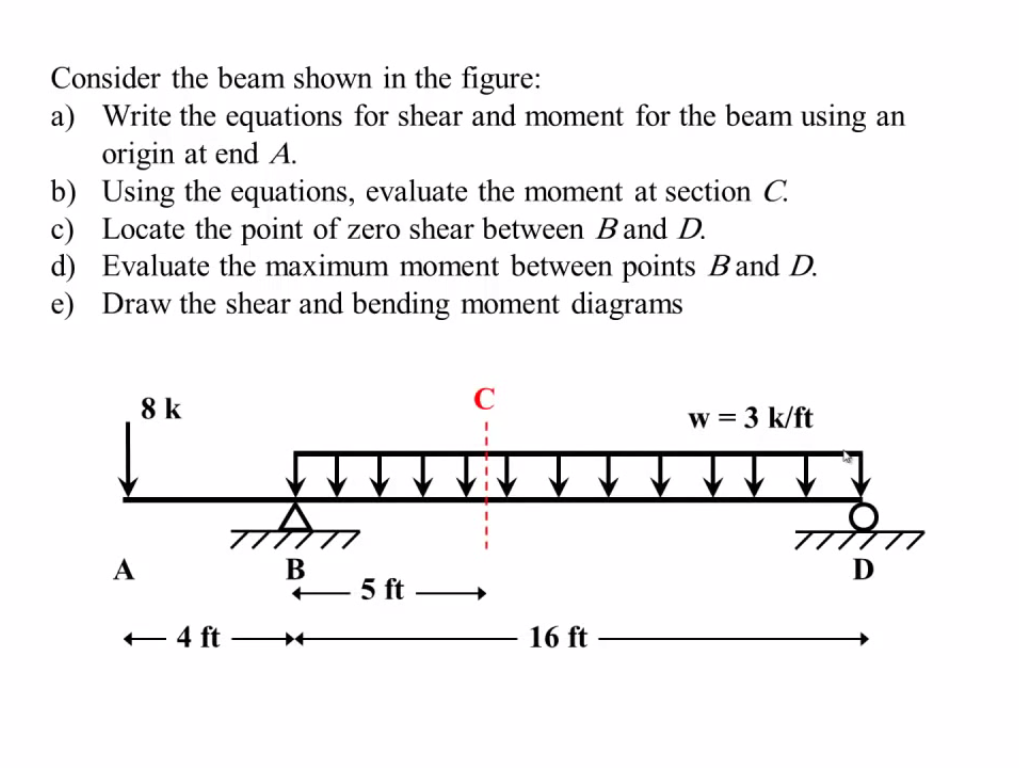 Consider the beam shown in the figure:
a) Write the equations for shear and moment for the beam using an
origin at end A.
b) Using the equations, evaluate the moment at section C.
c) Locate the point of zero shear between B and D.
d) Evaluate the maximum moment between points B and D.
e) Draw the shear and bending moment diagrams
8 k
C
w = 3 k/ft
A
B
D
5 ft
4 ft
16 ft